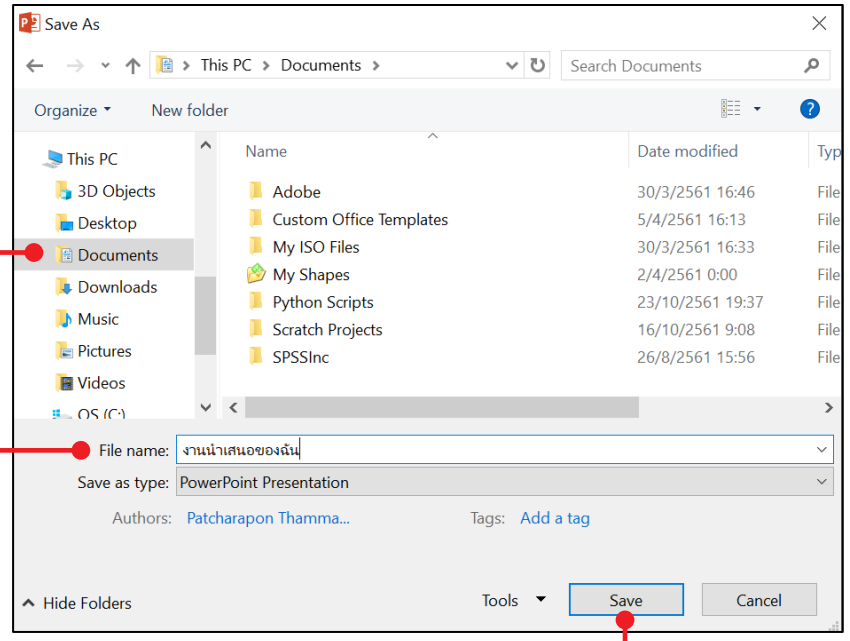 Save As
This PC > Documents >
Search Documents
Organize
New folder
Name
Date modified
Typ
This PC
3D Objects
Desktop
Documents
Downloads
Music
Pictures
Videos
OS (C:)
Adobe 30/3/2561 16:46 File
Custom Office Templates 5/4/2561 16:13 File
My ISO Files 30/3/2561 16:33 File
My Shapes 2/4/2561 0:00 File
Python Scripts 23/10/2561 19:37 File
Scratch Projects 16/10/2561 9:08 File
SPSSInc 26/8/2561 15:56 File
File name: งานนำเสนอของฉัน
Save as type: PowerPoint Presentation
Authors: Patcharapon Thamma... Tags: Add a tag
Hide Folders
Tools
Save
Cancel